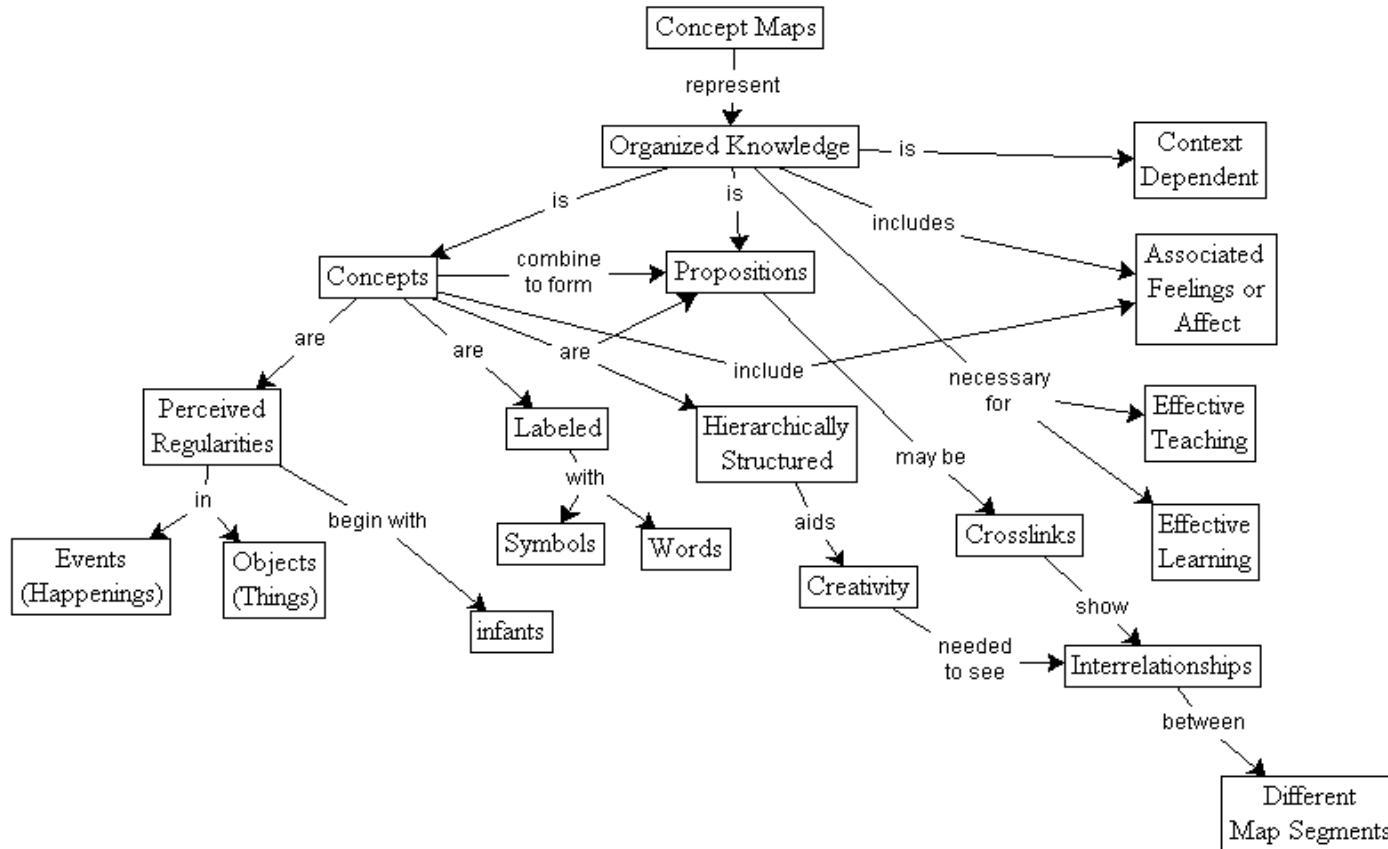 Concept Maps
represent
Organized Knowledge
is
Context
Dependent
is
is
includes
Concepts
combine
to form
Propositions
Associated
Feelings or
Affect
are
are
are
include
necessary
for
Perceived
Regularities
Labeled
Hierarchically
Structured
Effective
Teaching
in
begin with
with
aids
may be
Events
(Happenings)
Objects
(Things)
infants
Symbols
Words
Creativity
Crosslinks
Effective
Learning
show
needed
to see
Interrelationships
between
Different
Map Segments